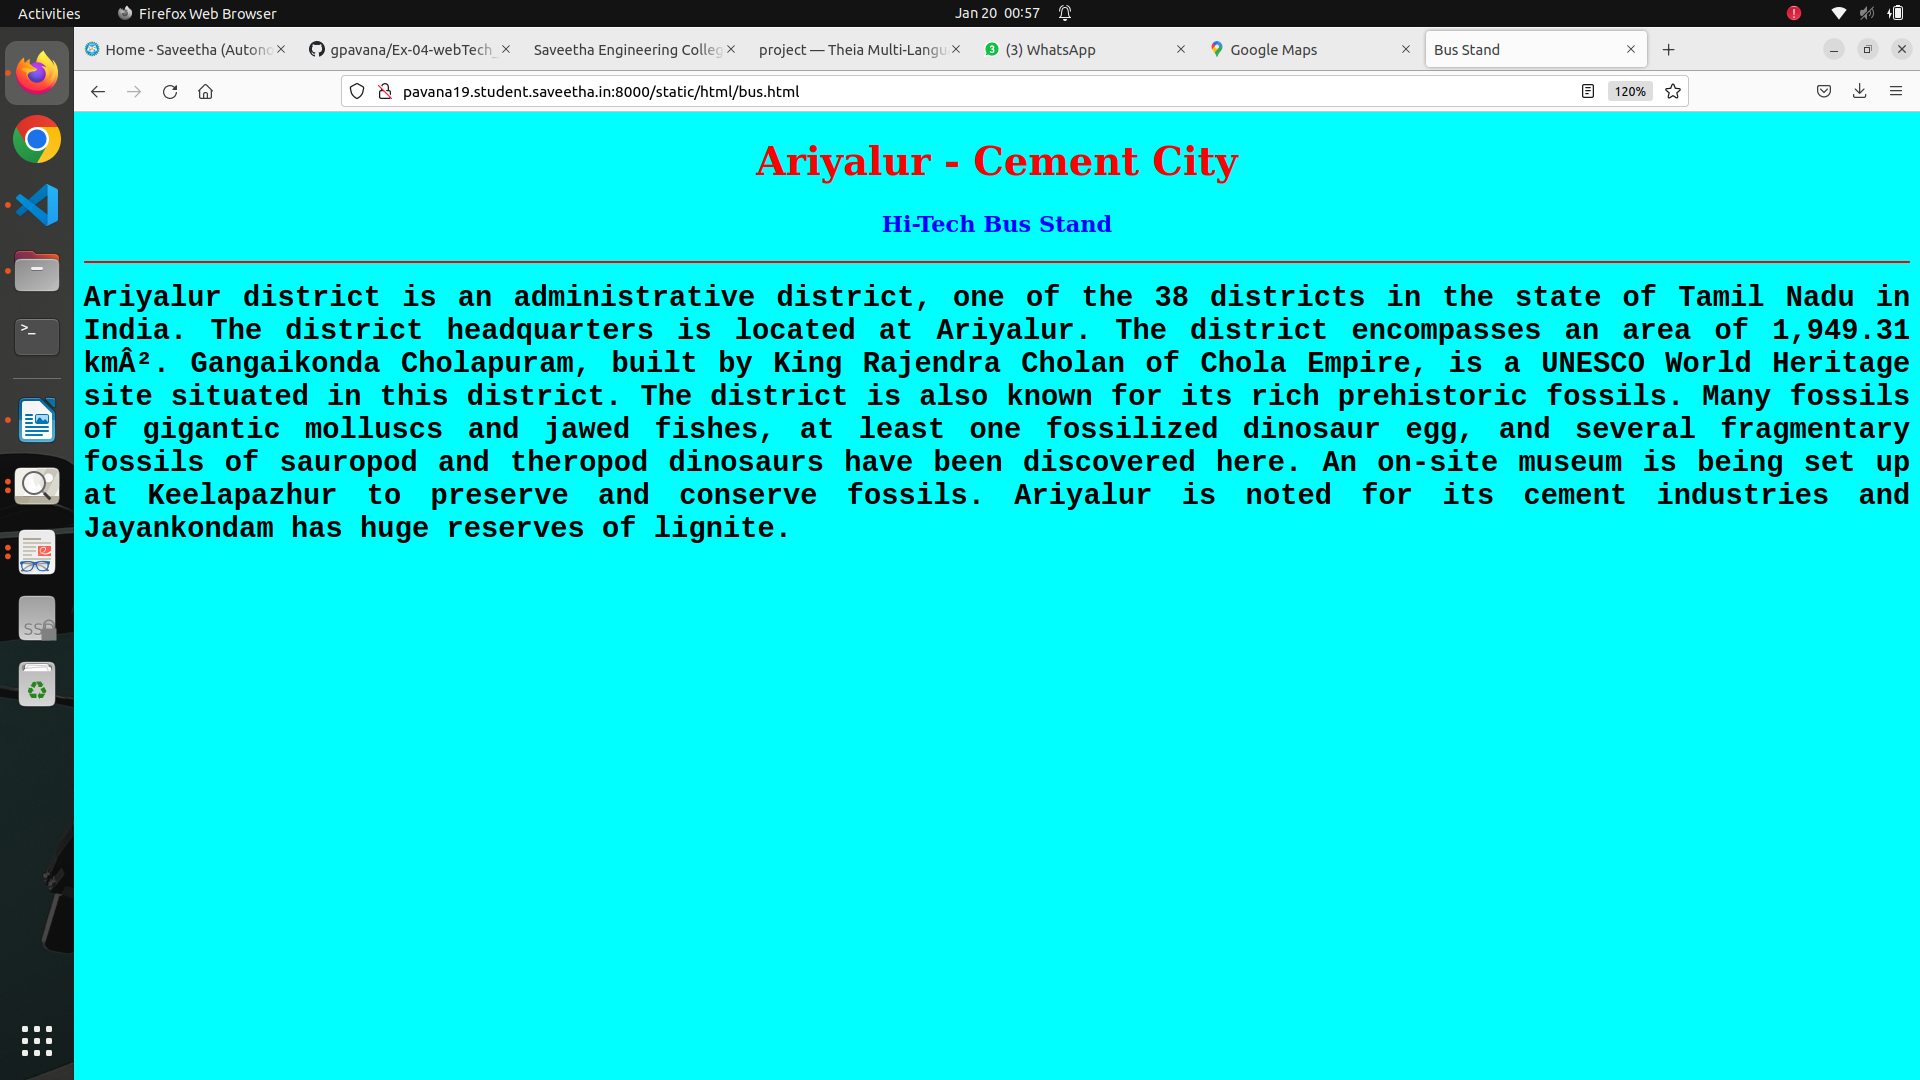 Activities
Firefox Web Browser
Jan 20 00:57
Home - Saveetha (Autono
gpavana/Ex-04-webTech_
Saveetha Engineering Colleg
project — Theia Multi-Langu
3
(3) WhatsApp
Google Maps
Bus Stand
pavana19.student.saveetha.in:8000/static/html/bus.html
120%
Ariyalur - Cement City
Hi-Tech Bus Stand
Ariyalur district is an administrative district, one of the 38 districts in the state of Tamil Nadu in
India. The district headquarters is located at Ariyalur. The district encompasses an area of 1,949.31
kmÂ². Gangaikonda Cholapuram, built by King Rajendra Cholan of Chola Empire, is a UNESCO World Heritage
site situated in this district. The district is also known for its rich prehistoric fossils. Many fossils
of gigantic molluscs and jawed fishes, at least one fossilized dinosaur egg, and several fragmentary
fossils of sauropod and theropod dinosaurs have been discovered here. An on-site museum is being set up
at Keelapazhur to preserve and conserve fossils. Ariyalur is noted for its cement industries and
Jayankondam has huge reserves of lignite.
>_
SS